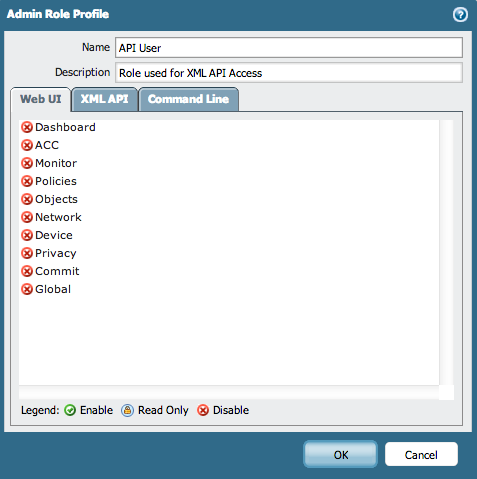 Admin Role Profile
Name API User
Description Role used for XML API Access
Web UI XML API Command Line
Dashboard
ACC
Monitor
Policies
Objects
Network
Device
Privacy
Commit
Global
Legend: Enable Read Only Disable
OK Cancel